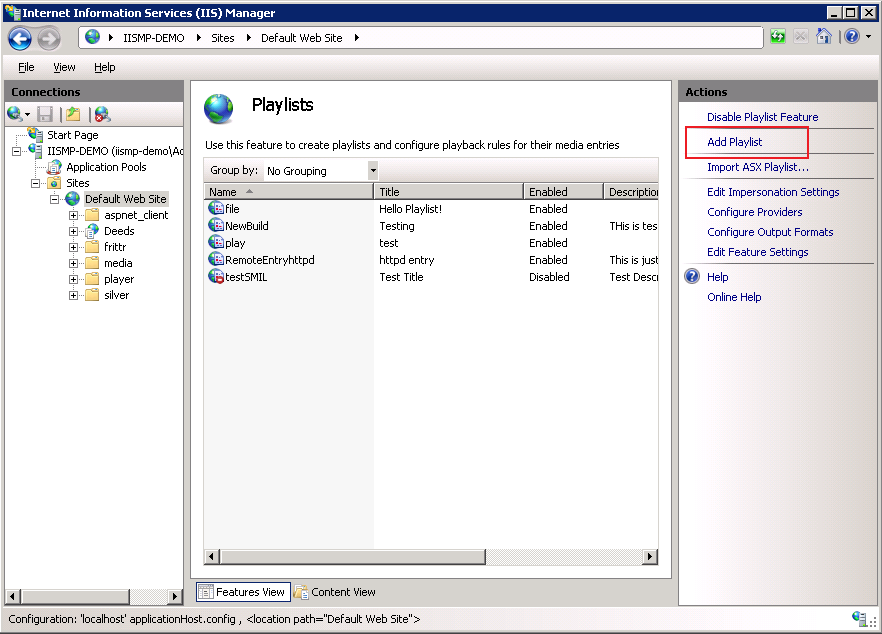 Internet Information Services (IIS) Manager
IISMP-DEMO Sites Default Web Site
File View Help
Connections
Start Page
IISMP-DEMO (iismp-demo\Ad
Application Pools
Sites
Default Web Site
aspnet_client
Deeds
frittr
media
player
silver
Playlists
Use this feature to create playlists and configure playback rules for their media entries
Group by: No Grouping
Name Title Enabled Description
file Hello Playlist! Enabled
NewBuild Testing Enabled THis is tes
play test Enabled
RemoteEntryhttpd httpd entry Enabled This is just
testSMIL Test Title Disabled Test Descr
Features View Content View
Actions
Disable Playlist Feature
Add Playlist
Import ASX Playlist...
Edit Impersonation Settings
Configure Providers
Configure Output Formats
Edit Feature Settings
Help
Online Help
Configuration: 'localhost' applicationHost.config , <location path="Default Web Site">